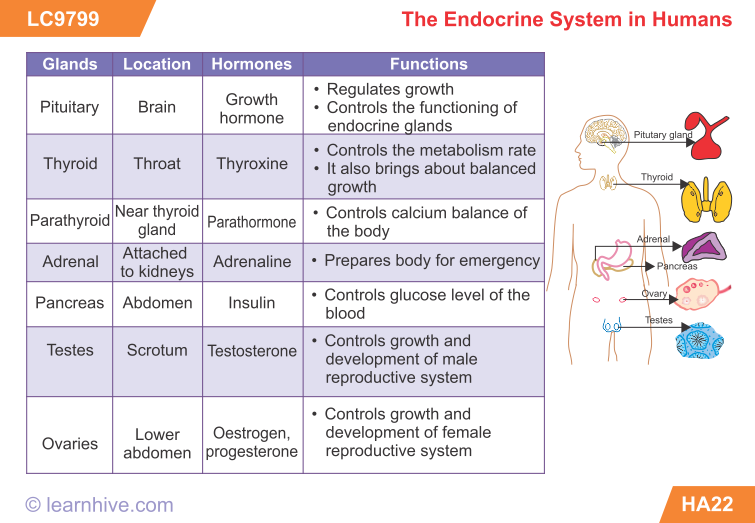 LC9799
The Endocrine System in Humans
Glands Location Hormones Functions
Pituitary
Brain
Growth
hormone
• Regulates growth
• Controls the functioning of
endocrine glands
Thyroid
Throat
Thyroxine
• Controls the metabolism rate
• It also brings about balanced
growth
Parathyroid
Near thyroid
gland
Parathormone
• Controls calcium balance of
the body
Adrenal
Attached
to kidneys
Adrenaline
• Prepares body for emergency
Pancreas
Abdomen
Insulin
• Controls glucose level of the
blood
Testes
Scrotum
Testosterone
• Controls growth and
development of male
reproductive system
Ovaries
Lower
abdomen
Oestrogen,
progesterone
• Controls growth and
development of female
reproductive system
Pitutary gland
Thyroid
Adrenal
Pancreas
Ovary
Testes
© learnhive.com
HA22